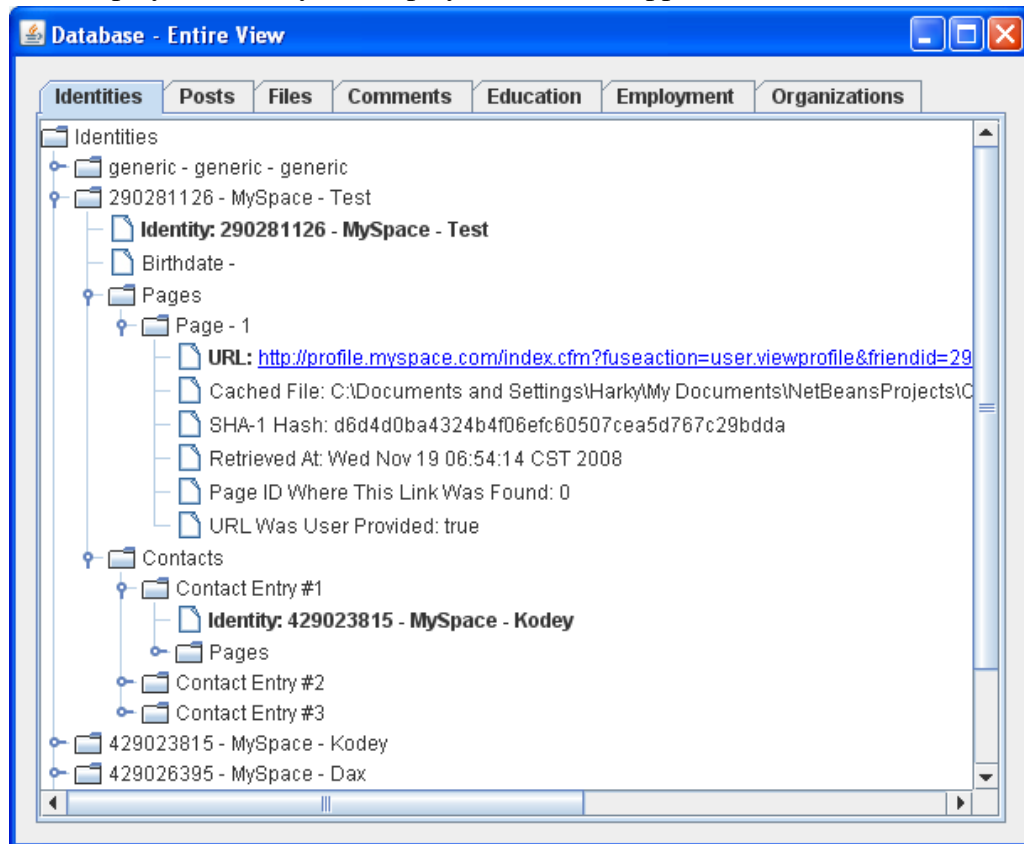 Database - Entire View
Identities Posts Files Comments Education Employment Organizations
Identities
generic - generic - generic
290281126 - MySpace - Test
Identity: 290281126 - MySpace - Test
Birthdate -
Pages
Page - 1
URL: http://profile.myspace.com/index.cfm?fuseaction=user.viewprofile&friendid=29
Cached File: C:\Documents and Settings\Harky\My Documents\NetBeansProjects\C
SHA-1 Hash: d6d4d0ba4324b4f06efc60507cea5d767c29bdda
Retrieved At: Wed Nov 19 06:54:14 CST 2008
Page ID Where This Link Was Found: 0
URL Was User Provided: true
Contacts
Contact Entry #1
Identity: 429023815 - MySpace - Kodey
Pages
Contact Entry #2
Contact Entry #3
429023815 - MySpace - Kodey
429026395 - MySpace - Dax